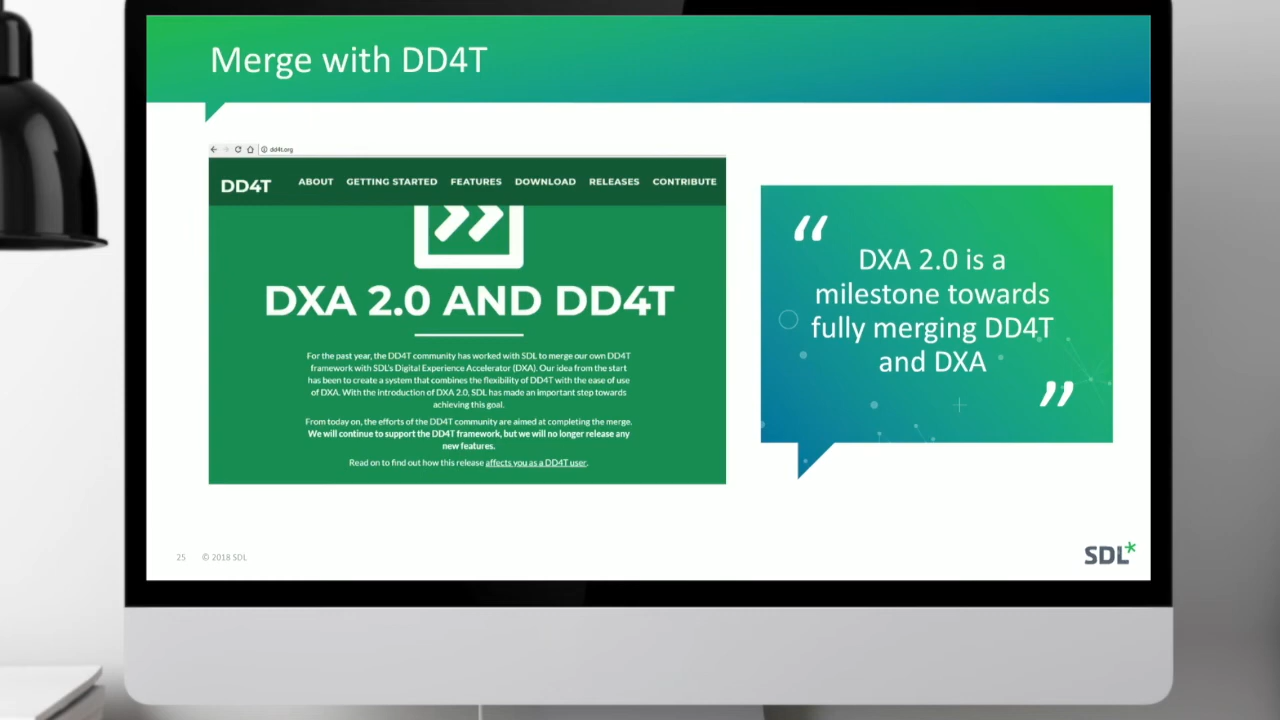 Merge with DD4T
dd4t.org
DD4T ABOUT GETTING STARTED FEATURES DOWNLOAD RELEASES CONTRIBUTE
DXA 2.0 AND DD4T
For the past year, the DD4T community has worked with SDL to merge our own DD4T
framework with SDL's Digital Experience Accelerator (DXA). Our idea from the start
has been to create a system that combines the flexibility of DD4T with the ease of use
of DXA. With the introduction of DXA 2.0, SDL has made an important step towards
achieving this goal.
From today on, the efforts of the DD4T community are aimed at completing the merge.
We will continue to support the DD4T framework, but we will no longer release any
new features.
Read on to find out how this release affects you as a DD4T user.
“
DXA 2.0 is a
milestone towards
fully merging DD4T
and DXA
”
25 © 2018 SDL
SDL*